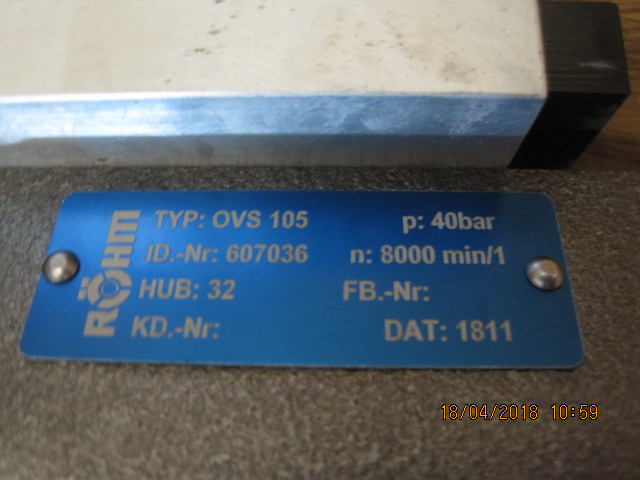 RÖHM
TYP: OVS 105 p: 40bar
ID.-Nr: 607036 n: 8000 min/1
HUB: 32 FB.-Nr:
KD.-Nr: DAT: 1811
18/04/2018 10:59